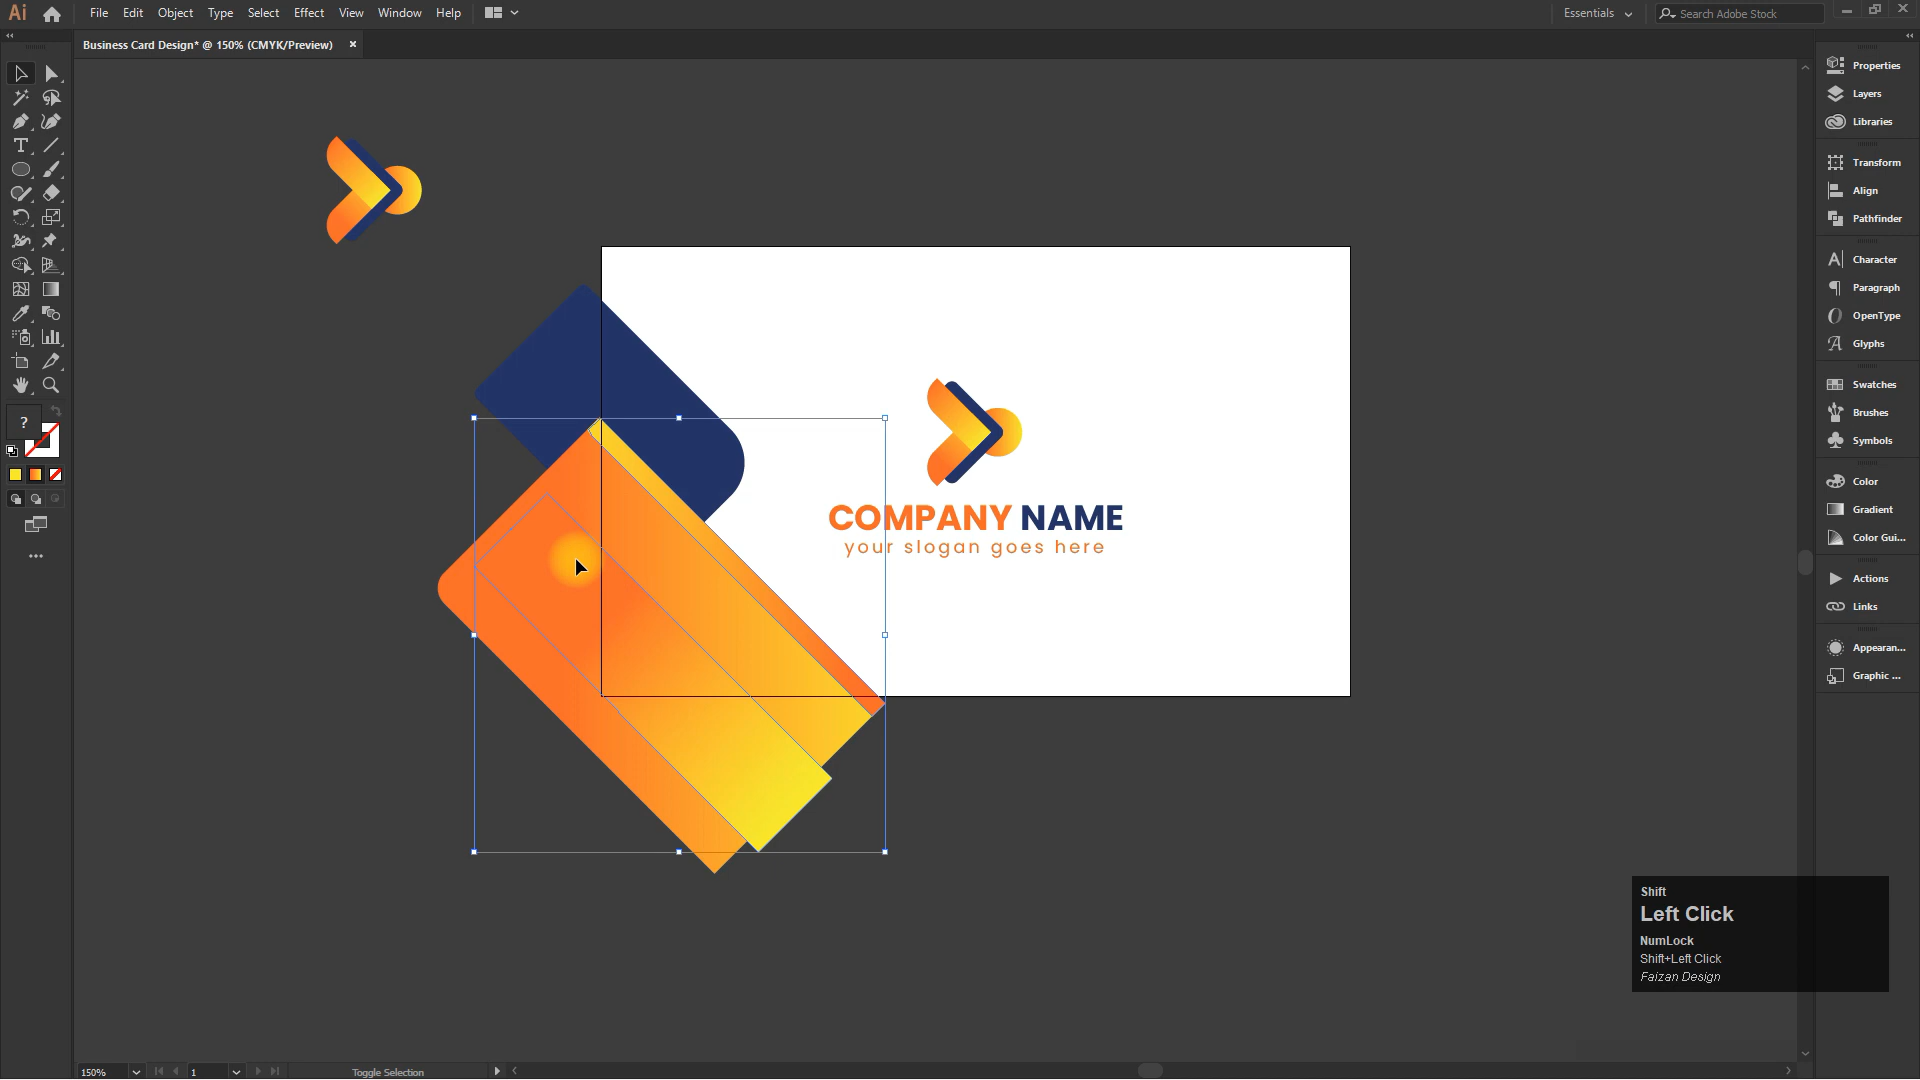 Ai File Edit Object Type Select Effect View Window Help Essentials Search Adobe Stock
Business Card Design* @ 150% (CMYK/Preview) ×
Properties
Layers
Libraries
Transform
Align
Pathfinder
Character
Paragraph
OpenType
Glyphs
Swatches
Brushes
Symbols
Color
Gradient
Color Gui...
Actions
Links
Appearan...
Graphic ...
?
COMPANY NAME
your slogan goes here
Shift
Left Click
NumLock
Shift+Left Click
Faizan Design
150% 1 Toggle Selection